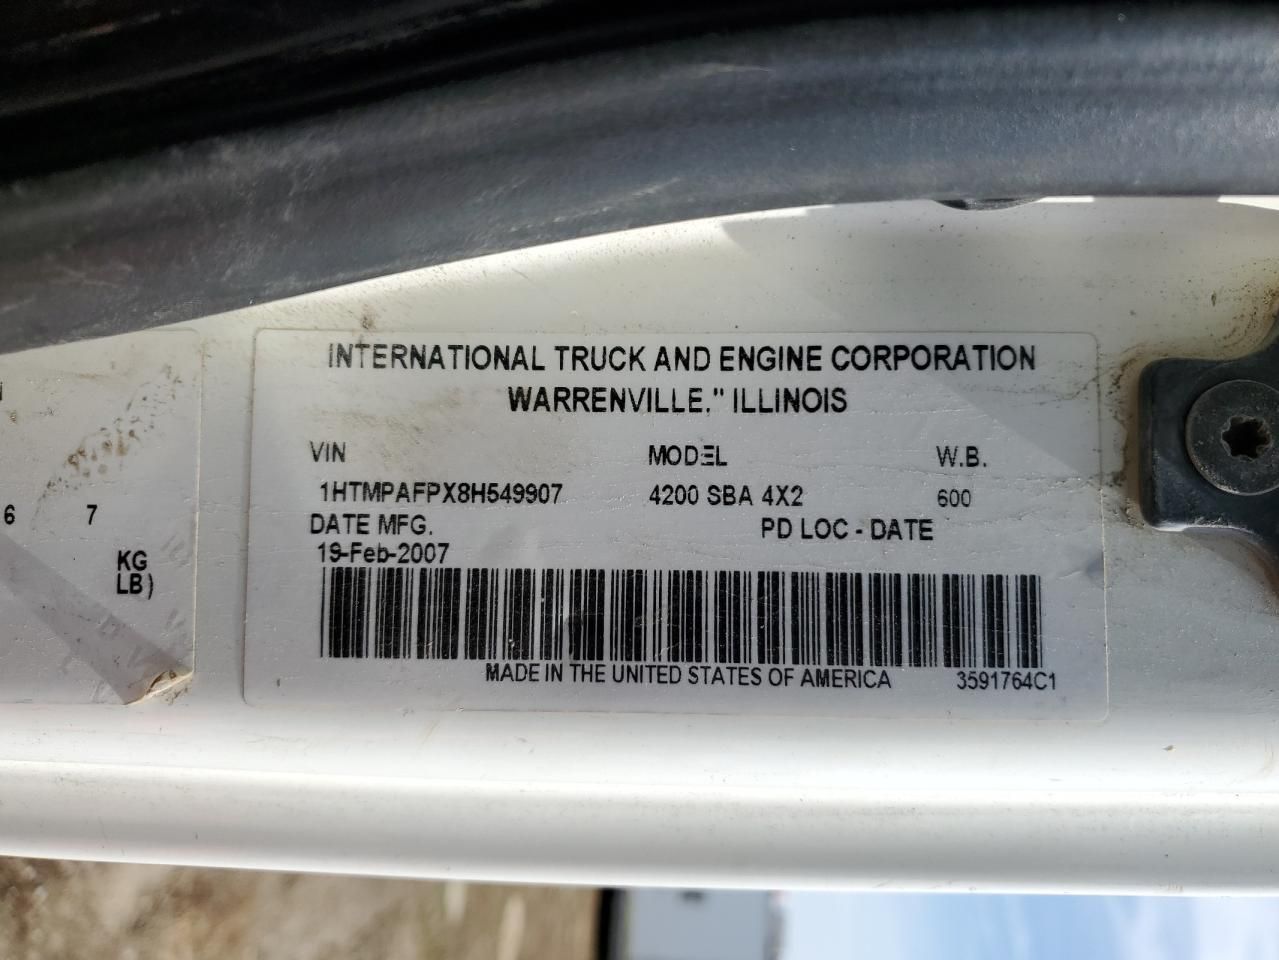 INTERNATIONAL TRUCK AND ENGINE CORPORATION
WARRENVILLE." ILLINOIS
VIN MODEL W.B.
1HTMPAFPX8H549907 4200 SBA 4X2 600
DATE MFG. PD LOC - DATE
19-Feb-2007
MADE IN THE UNITED STATES OF AMERICA 3591764C1
6 7
KG
LB)